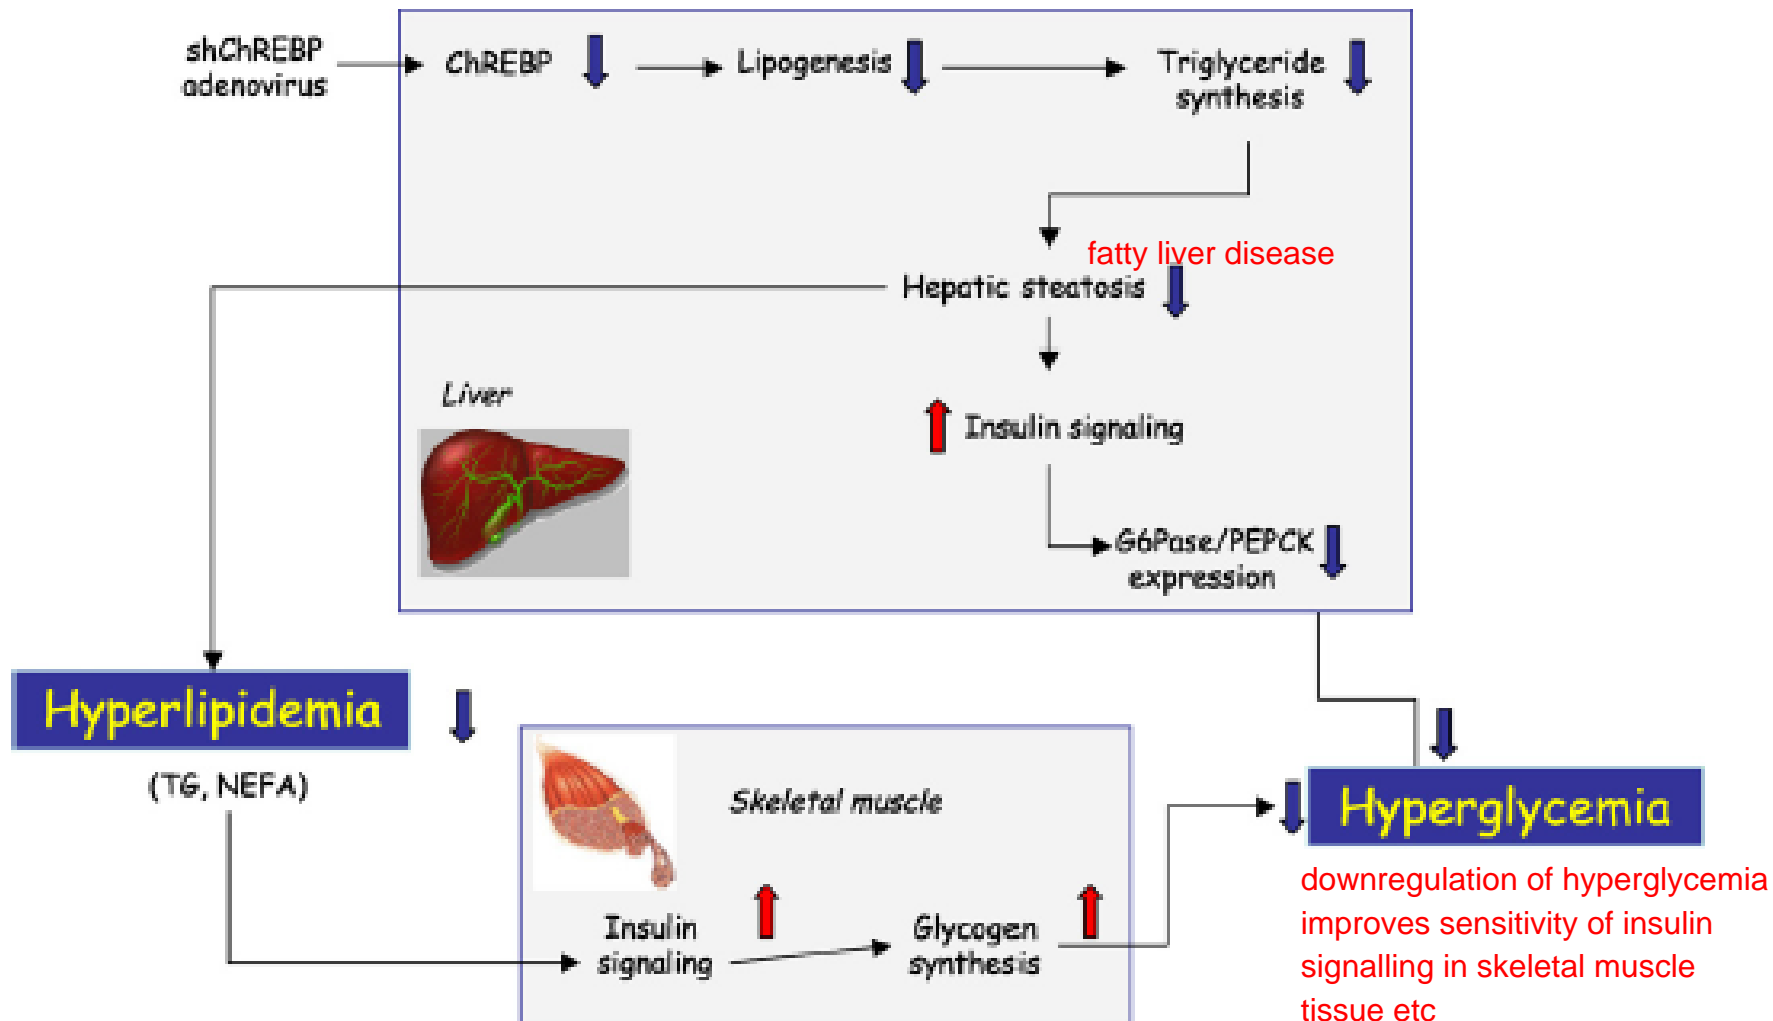 shChREBP
adenovirus
ChREBP
Lipogenesis
Triglyceride
synthesis
fatty liver disease
Hepatic steatosis
Liver
Insulin signaling
G6Pase/PEPCK
expression
Hyperlipidemia
(TG, NEFA)
Skeletal muscle
Insulin
signaling
Glycogen
synthesis
Hyperglycemia
downregulation of hyperglycemia
improves sensitivity of insulin
signalling in skeletal muscle
tissue etc